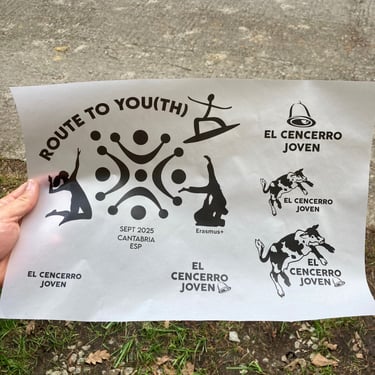 ROUTE TO YOU(TH)
SEPT 2025
CANTABRIA
ESP
Erasmus+
EL CENCERRO
JOVEN
EL CENCERRO
JOVEN
EL CENCERRO
JOVEN
EL CENCERRO
JOVEN
EL
CENCERRO
JOVEN